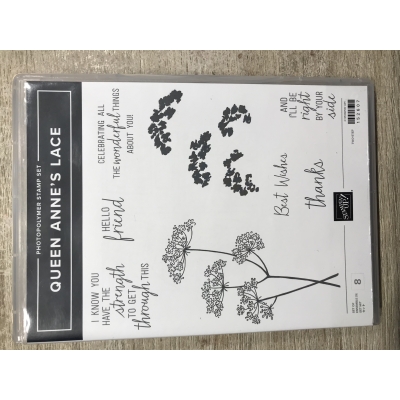 PHOTOPOLYMER STAMP SET
QUEEN ANNE'S LACE
I KNOW YOU
HAVE THE
strength
TO GET
through THIS
HELLO
friend
CELEBRATING ALL
THE wonderful THINGS
ABOUT YOU!
Best Wishes
thanks
AND
I'LL BE
right
BY YOUR
side
8